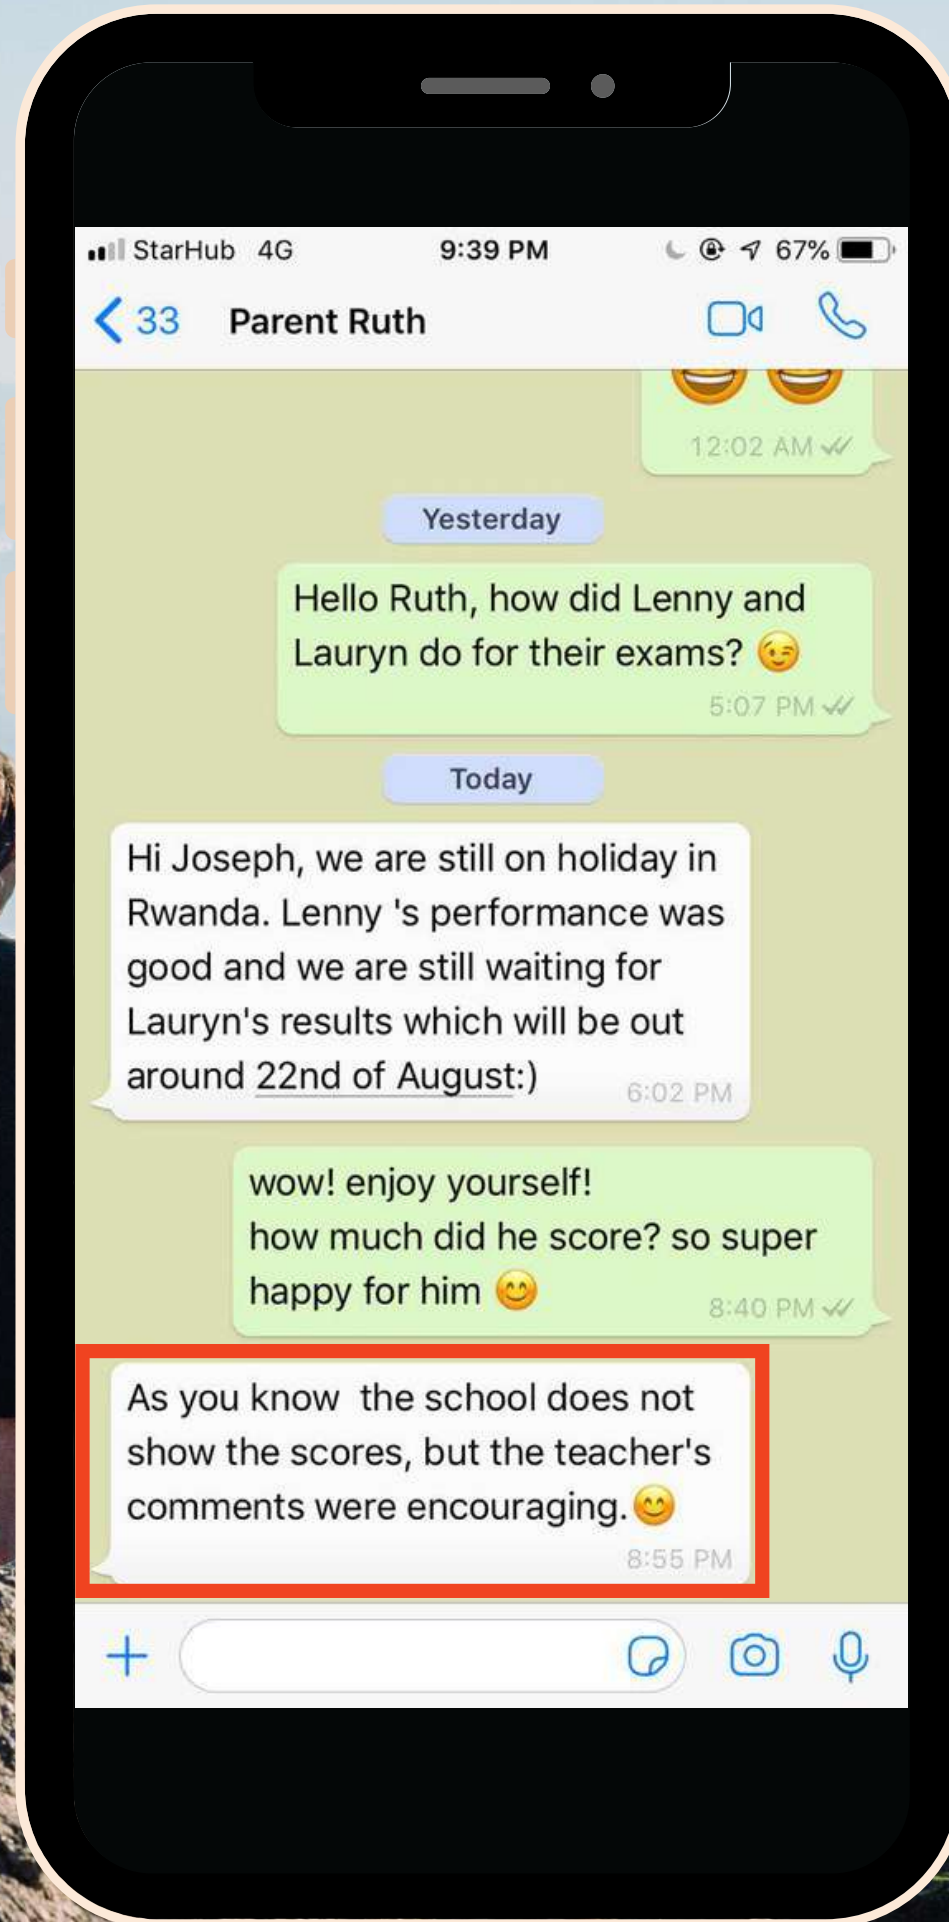 StarHub 4G 9:39 PM 67%
33 Parent Ruth
12:02 AM
Yesterday
Hello Ruth, how did Lenny and
Lauryn do for their exams? 😉
5:07 PM
Today
Hi Joseph, we are still on holiday in
Rwanda. Lenny 's performance was
good and we are still waiting for
Lauryn's results which will be out
around 22nd of August:)
6:02 PM
wow! enjoy yourself!
how much did he score? so super
happy for him 😊
8:40 PM
As you know  the school does not
show the scores, but the teacher's
comments were encouraging.😊
8:55 PM